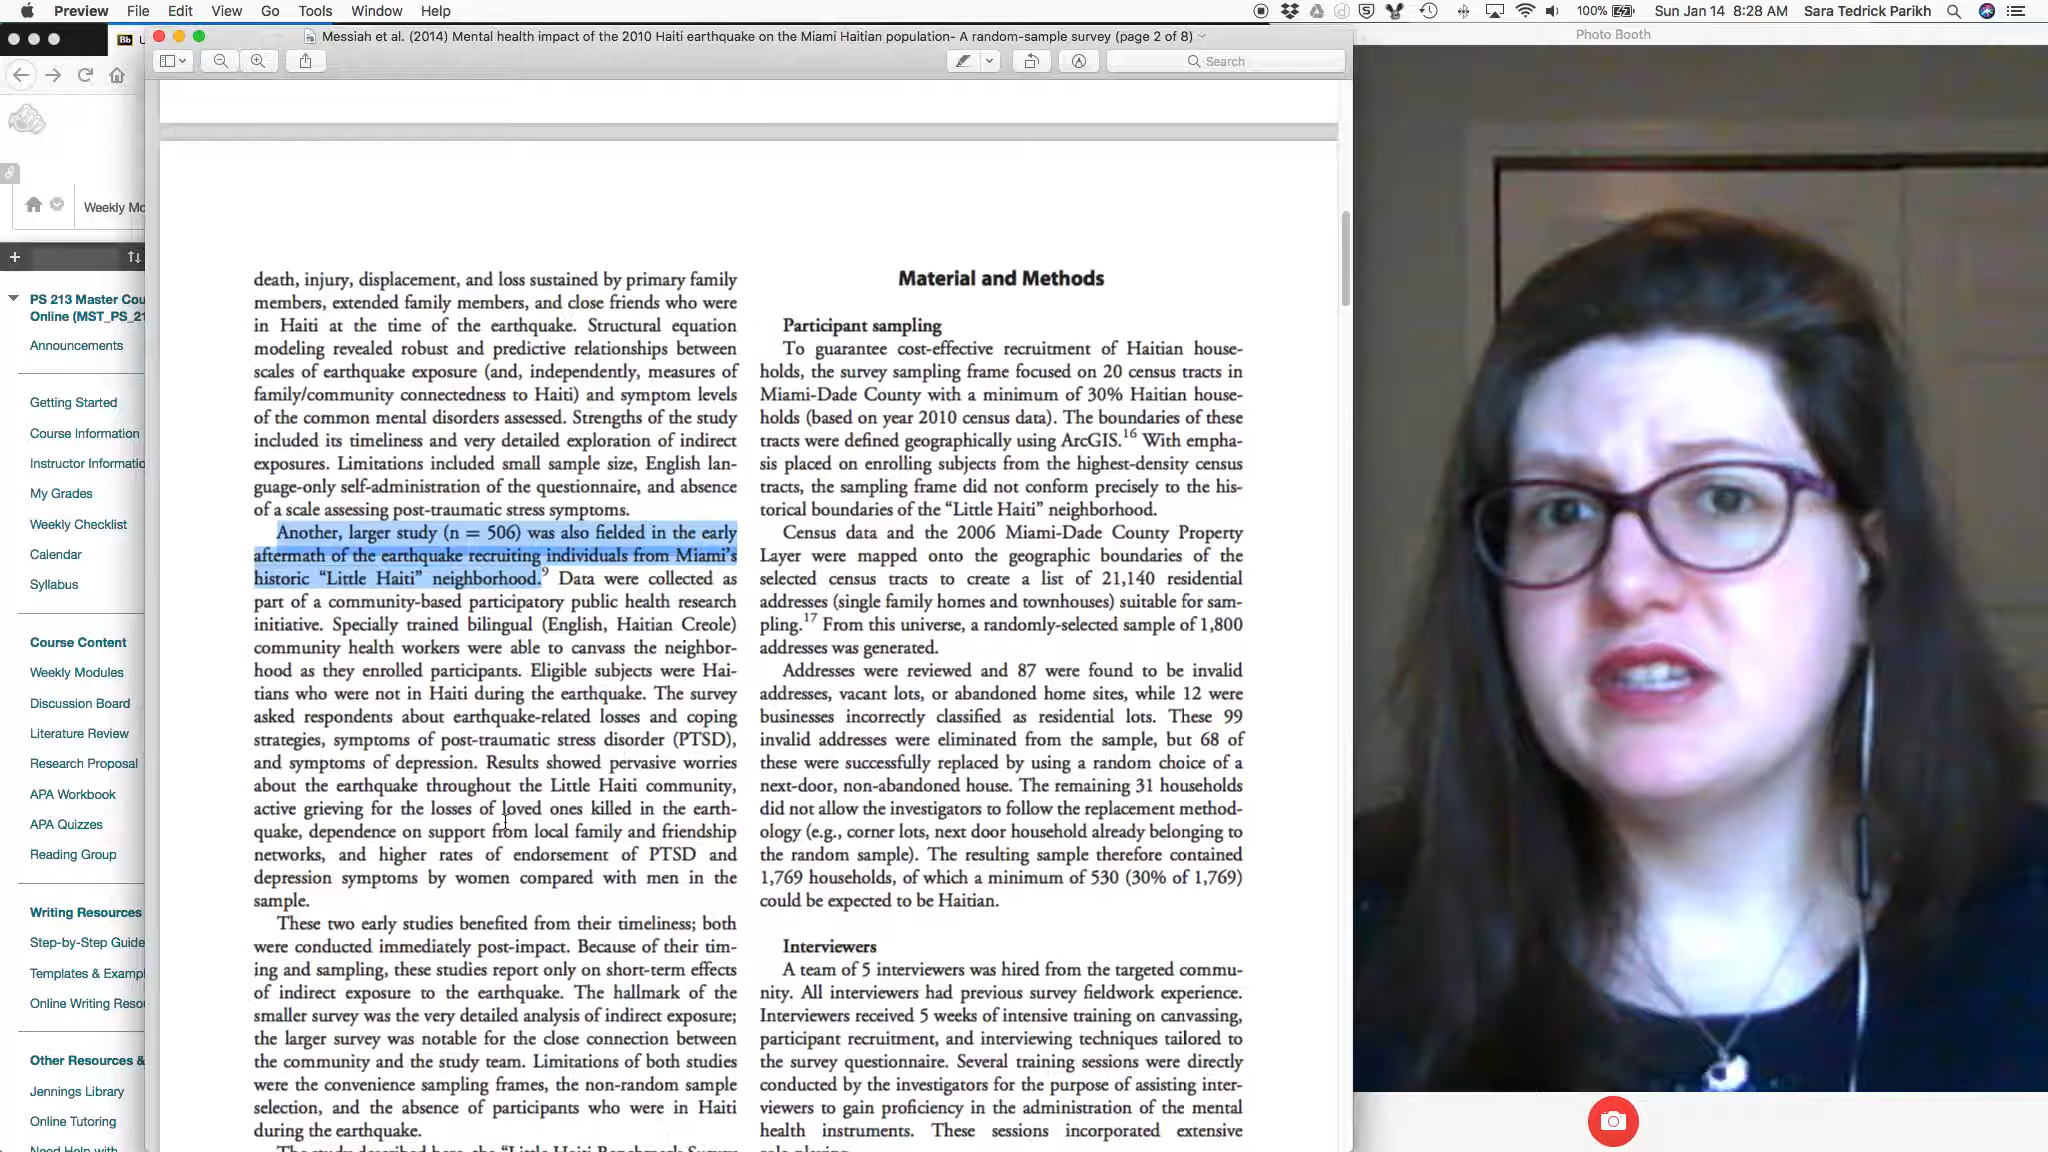 Preview File Edit View Go Tools Window Help
100% Sun Jan 14 8:28 AM Sara Tedrick Parikh
Messiah et al. (2014) Mental health impact of the 2010 Haiti earthquake on the Miami Haitian population- A random-sample survey (page 2 of 8)
Photo Booth
Bb
Search
Weekly Mo
PS 213 Master Cou
Online (MST_PS_21
Announcements
Getting Started
Course Information
Instructor Informatic
My Grades
Weekly Checklist
Calendar
Syllabus
Course Content
Weekly Modules
Discussion Board
Literature Review
Research Proposal
APA Workbook
APA Quizzes
Reading Group
Writing Resources
Step-by-Step Guide
Templates & Exampl
Online Writing Reso
Other Resources &
Jennings Library
Online Tutoring
Need Help with
death, injury, displacement, and loss sustained by primary family
members, extended family members, and close friends who were
in Haiti at the time of the earthquake. Structural equation
modeling revealed robust and predictive relationships between
scales of earthquake exposure (and, independently, measures of
family/community connectedness to Haiti) and symptom levels
of the common mental disorders assessed. Strengths of the study
included its timeliness and very detailed exploration of indirect
exposures. Limitations included small sample size, English lan-
guage-only self-administration of the questionnaire, and absence
of a scale assessing post-traumatic stress symptoms.
Another, larger study (n = 506) was also fielded in the early
aftermath of the earthquake recruiting individuals from Miami's
historic "Little Haiti" neighborhood.9 Data were collected as
part of a community-based participatory public health research
initiative. Specially trained bilingual (English, Haitian Creole)
community health workers were able to canvass the neighbor-
hood as they enrolled participants. Eligible subjects were Hai-
tians who were not in Haiti during the earthquake. The survey
asked respondents about earthquake-related losses and coping
strategies, symptoms of post-traumatic stress disorder (PTSD),
and symptoms of depression. Results showed pervasive worries
about the earthquake throughout the Little Haiti community,
active grieving for the losses of loved ones killed in the earth-
quake, dependence on support from local family and friendship
networks, and higher rates of endorsement of PTSD and
depression symptoms by women compared with men in the
sample.
These two early studies benefited from their timeliness; both
were conducted immediately post-impact. Because of their tim-
ing and sampling, these studies report only on short-term effects
of indirect exposure to the earthquake. The hallmark of the
smaller survey was the very detailed analysis of indirect exposure;
the larger survey was notable for the close connection between
the community and the study team. Limitations of both studies
were the convenience sampling frames, the non-random sample
selection, and the absence of participants who were in Haiti
during the earthquake.
The study described here, the "Little Haiti Benchmark Survey
Material and Methods
Participant sampling
To guarantee cost-effective recruitment of Haitian house-
holds, the survey sampling frame focused on 20 census tracts in
Miami-Dade County with a minimum of 30% Haitian house-
holds (based on year 2010 census data). The boundaries of these
tracts were defined geographically using ArcGIS.16 With empha-
sis placed on enrolling subjects from the highest-density census
tracts, the sampling frame did not conform precisely to the his-
torical boundaries of the "Little Haiti" neighborhood.
Census data and the 2006 Miami-Dade County Property
Layer were mapped onto the geographic boundaries of the
selected census tracts to create a list of 21,140 residential
addresses (single family homes and townhouses) suitable for sam-
pling.17 From this universe, a randomly-selected sample of 1,800
addresses was generated.
Addresses were reviewed and 87 were found to be invalid
addresses, vacant lots, or abandoned home sites, while 12 were
businesses incorrectly classified as residential lots. These 99
invalid addresses were eliminated from the sample, but 68 of
these were successfully replaced by using a random choice of a
next-door, non-abandoned house. The remaining 31 households
did not allow the investigators to follow the replacement method-
ology (e.g., corner lots, next door household already belonging to
the random sample). The resulting sample therefore contained
1,769 households, of which a minimum of 530 (30% of 1,769)
could be expected to be Haitian.
Interviewers
A team of 5 interviewers was hired from the targeted commu-
nity. All interviewers had previous survey fieldwork experience.
Interviewers received 5 weeks of intensive training on canvassing,
participant recruitment, and interviewing techniques tailored to
the survey questionnaire. Several training sessions were directly
conducted by the investigators for the purpose of assisting inter-
viewers to gain proficiency in the administration of the mental
health instruments. These sessions incorporated extensive